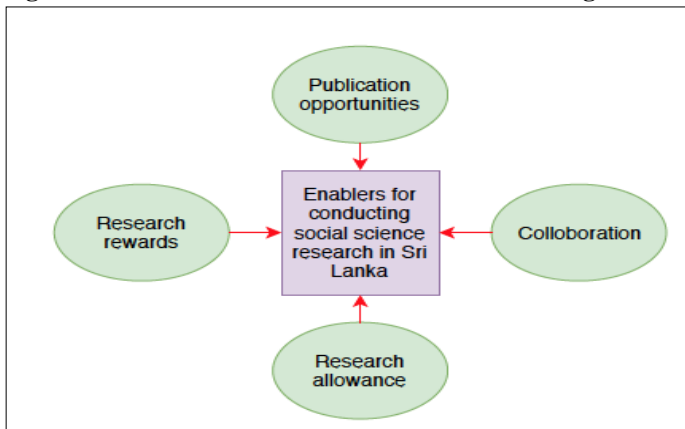 Publication
opportunities
Research
rewards
Enablers for
conducting
social science
research in Sri
Lanka
Colloboration
Research
allowance